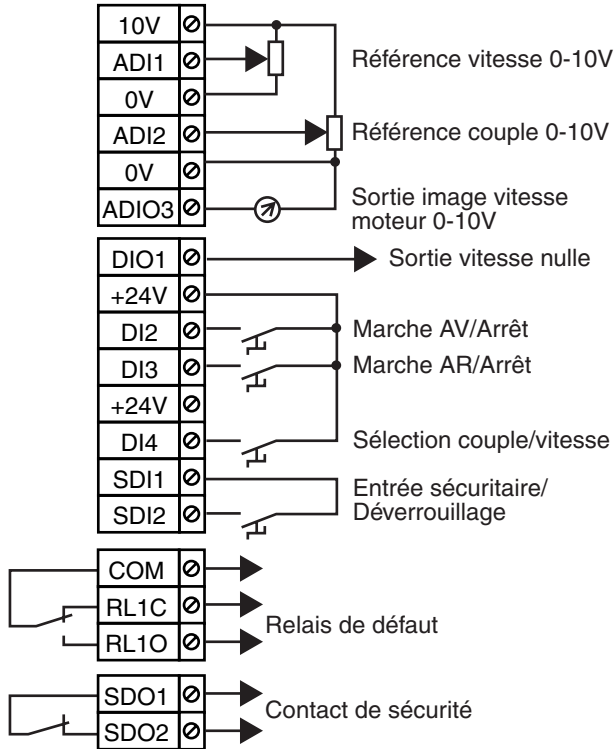 10V
ADI1
Référence vitesse 0-10V
0V
ADI2
Référence couple 0-10V
0V
ADIO3
Sortie image vitesse
moteur 0-10V
DIO1
Sortie vitesse nulle
+24V
DI2
Marche AV/Arrêt
DI3
Marche AR/Arrêt
+24V
DI4
Sélection couple/vitesse
SDI1
Entrée sécuritaire/
Déverrouillage
SDI2
COM
RL1C
Relais de défaut
RL1O
SDO1
Contact de sécurité
SDO2